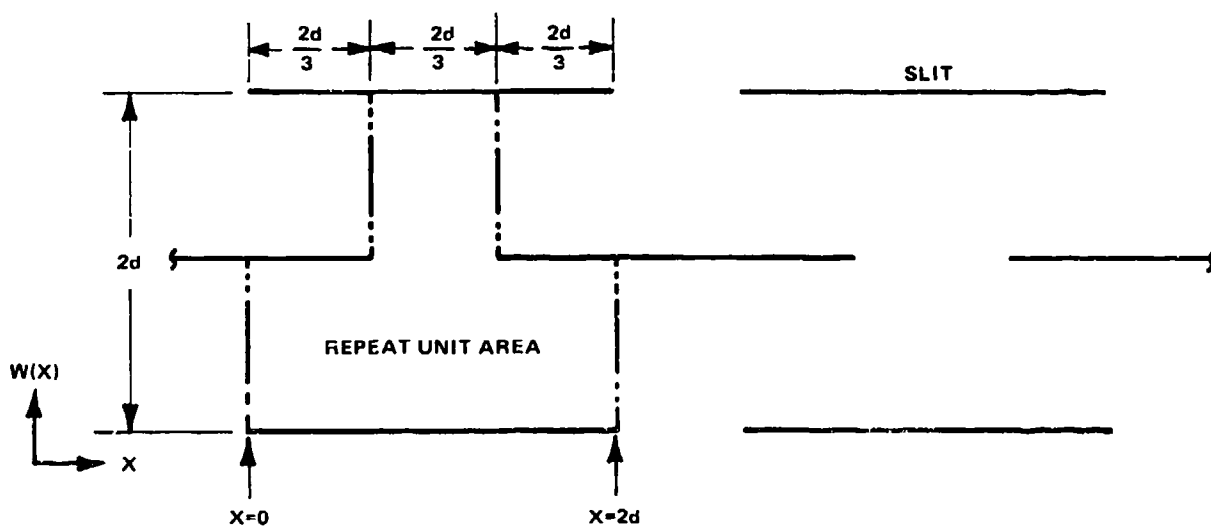 2d 2d 2d
3 3 3
SLIT
2d
REPEAT UNIT AREA
W(X)
X
X=0 X=2d